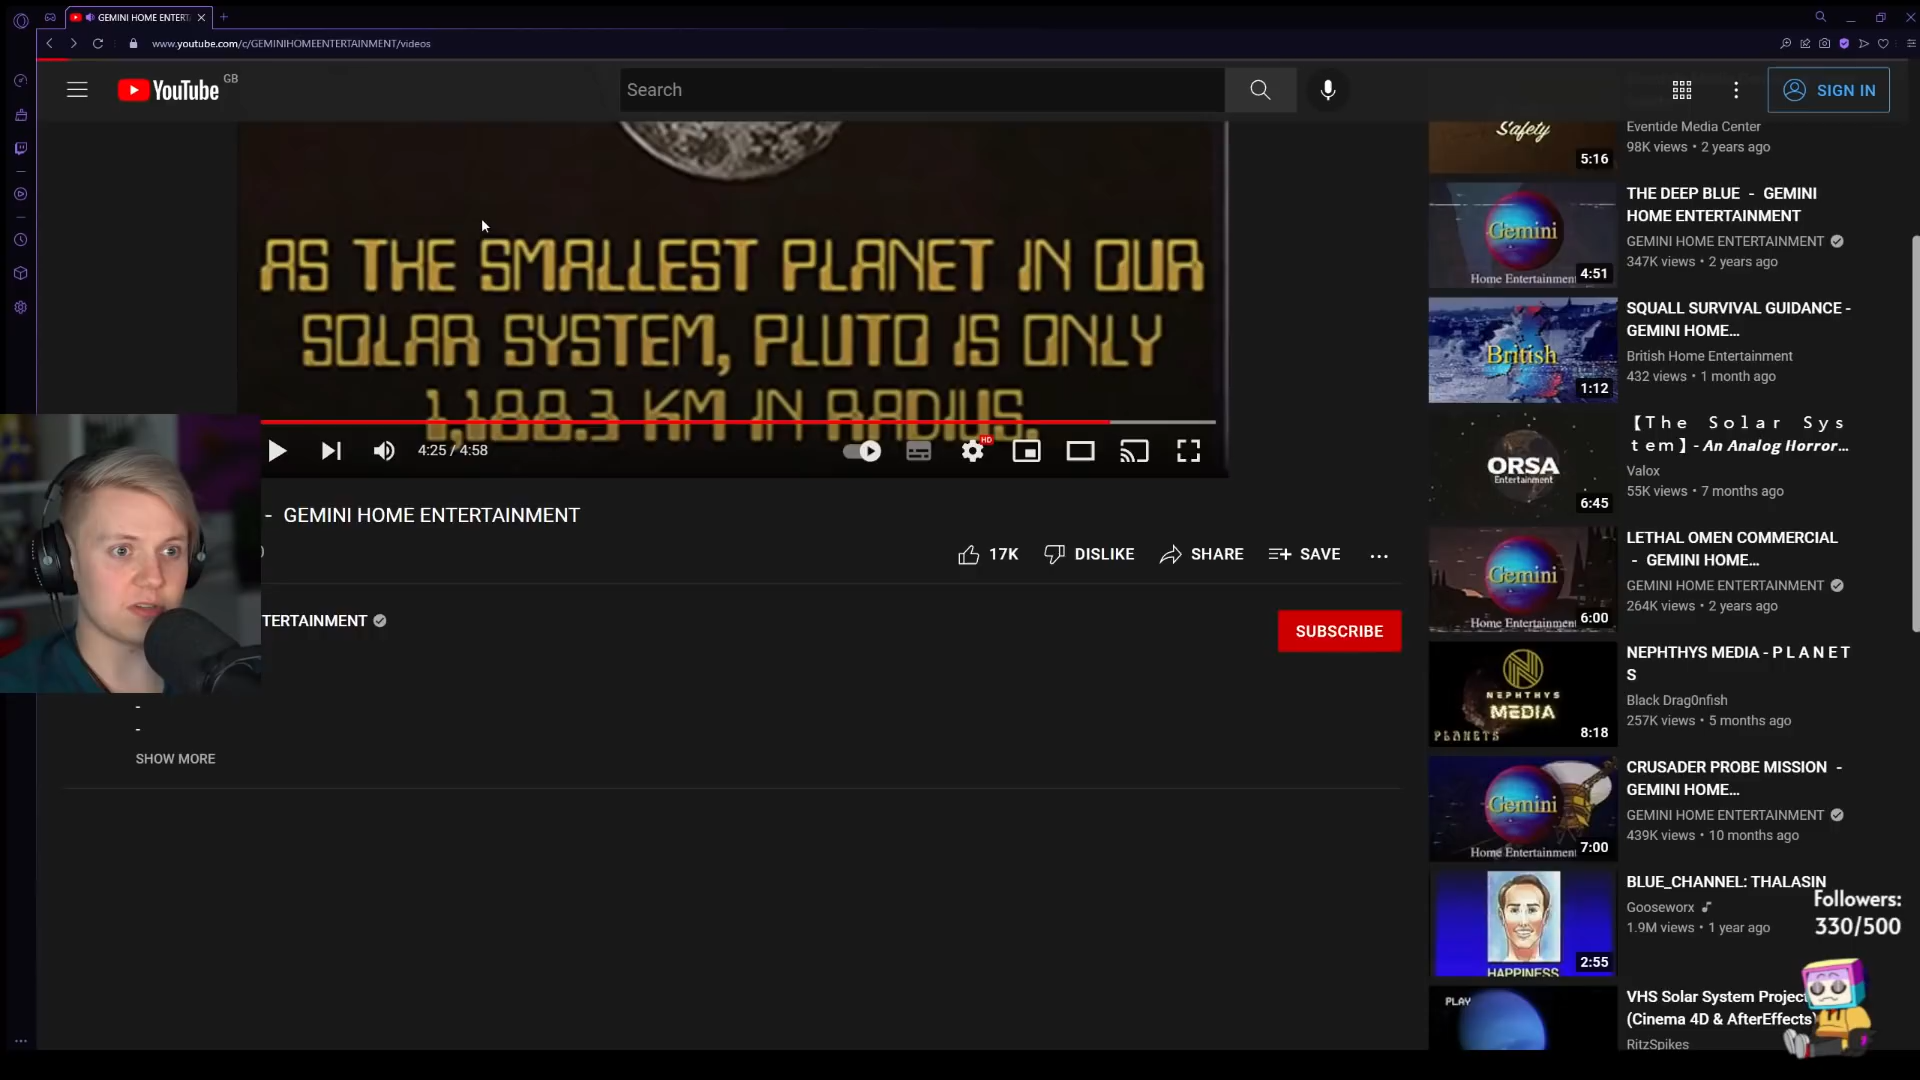 GEMINI HOME ENTERT
www.youtube.com/c/GEMINIHOMEENTERTAINMENT/videos
YouTube GB
Search
SIGN IN
AS THE SMALLEST PLANET IN OUR
SOLAR SYSTEM, PLUTO IS ONLY
1,188.3 KM IN RADIUS.
4:25 / 4:58
HD
- GEMINI HOME ENTERTAINMENT
17K
DISLIKE
SHARE
SAVE
TERTAINMENT
SUBSCRIBE
-
-
SHOW MORE
Safety
5:16
Eventide Media Center
98K views • 2 years ago
Gemini
Home Entertainment
4:51
THE DEEP BLUE - GEMINI
HOME ENTERTAINMENT
GEMINI HOME ENTERTAINMENT
347K views • 2 years ago
British
1:12
SQUALL SURVIVAL GUIDANCE -
GEMINI HOME...
British Home Entertainment
432 views • 1 month ago
ORSA
Entertainment
6:45
【The Solar Sys
tem】- An Analog Horror...
Valox
55K views • 7 months ago
Gemini
Home Entertainment
6:00
LETHAL OMEN COMMERCIAL
- GEMINI HOME...
GEMINI HOME ENTERTAINMENT
264K views • 2 years ago
NEPHTHYS
MEDIA
PLANETS
8:18
NEPHTHYS MEDIA - P L A N E T
S
Black Drag0nfish
257K views • 5 months ago
Gemini
Home Entertainment
7:00
CRUSADER PROBE MISSION -
GEMINI HOME...
GEMINI HOME ENTERTAINMENT
439K views • 10 months ago
HAPPINESS
2:55
BLUE_CHANNEL: THALASIN
Gooseworx
1.9M views • 1 year ago
Followers:
330/500
PLAY
VHS Solar System Project
(Cinema 4D & AfterEffects)
RitzSpikes